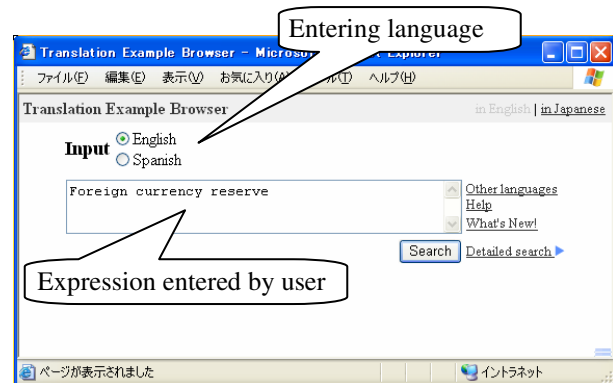 Entering language
Translation Example Browser - Microso Explorer
ファイル(F) 編集(E) 表示(V) お気に入り(A) (T) ヘルプ(H)
Translation Example Browser in English | in Japanese
Input English
Spanish
Foreign currency reserve
Other languages
Help
What's New!
Search Detailed search
Expression entered by user
ページが表示されました イントラネット